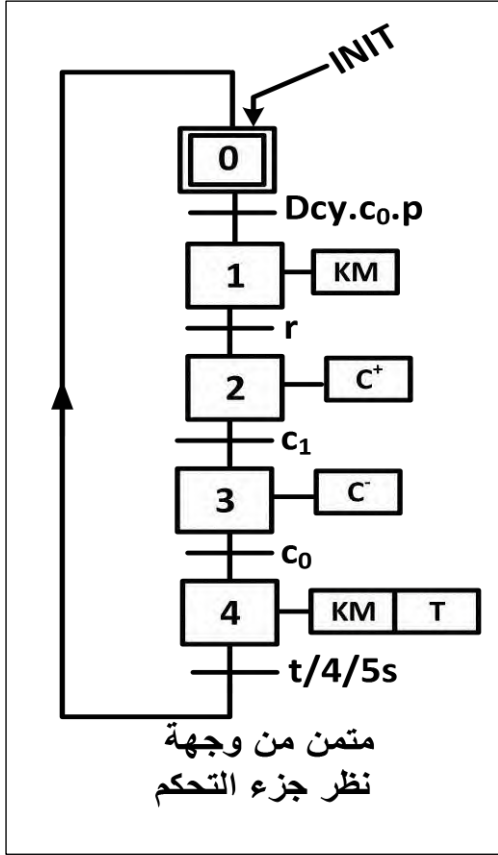 INIT
0
Dcy.c₀.p
1 KM
r
2 C⁺
c₁
3 C⁻
c₀
4 KM T
t/4/5s
متمن من وجهة
نظر جزء التحكم